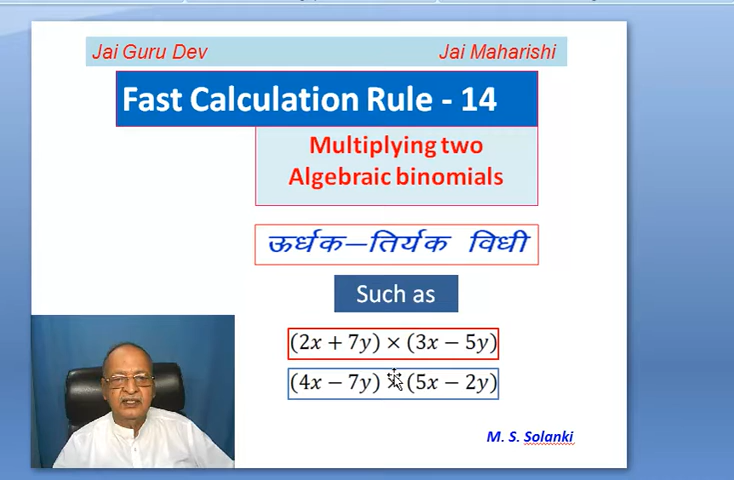 Jai Guru Dev Jai Maharishi
Fast Calculation Rule - 14
Multiplying two
Algebraic binomials
ऊर्धक–तिर्यक विधी
Such as
(2x + 7y) × (3x − 5y)
(4x − 7y) × (5x − 2y)
M. S. Solanki